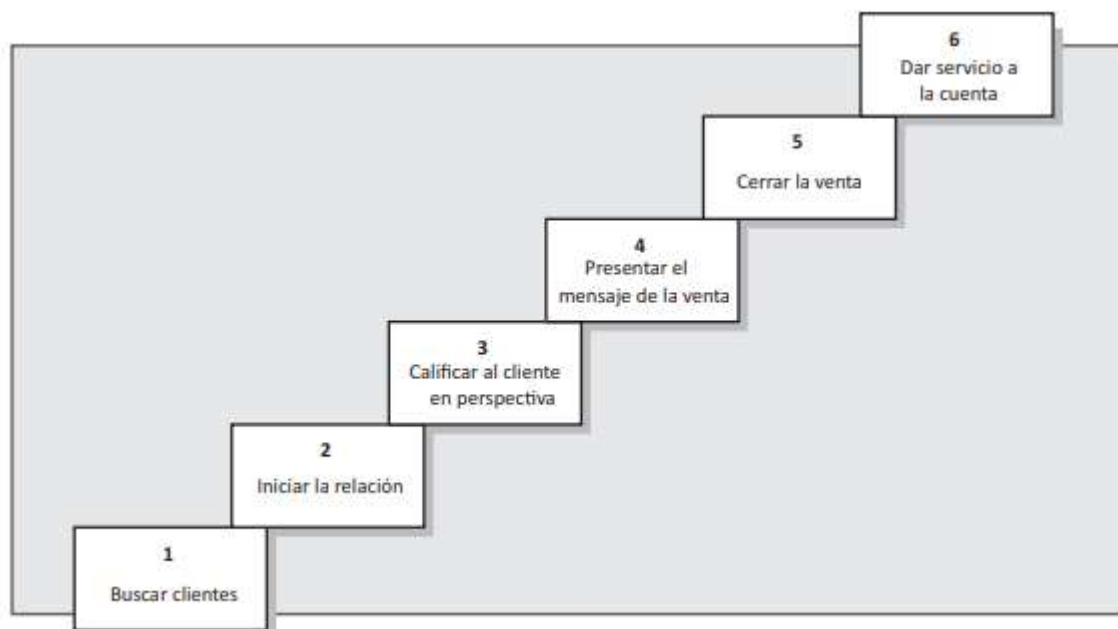 6
Dar servicio a
la cuenta
5
Cerrar la venta
4
Presentar el
mensaje de la venta
3
Calificar al cliente
en perspectiva
2
Iniciar la relación
1
Buscar clientes